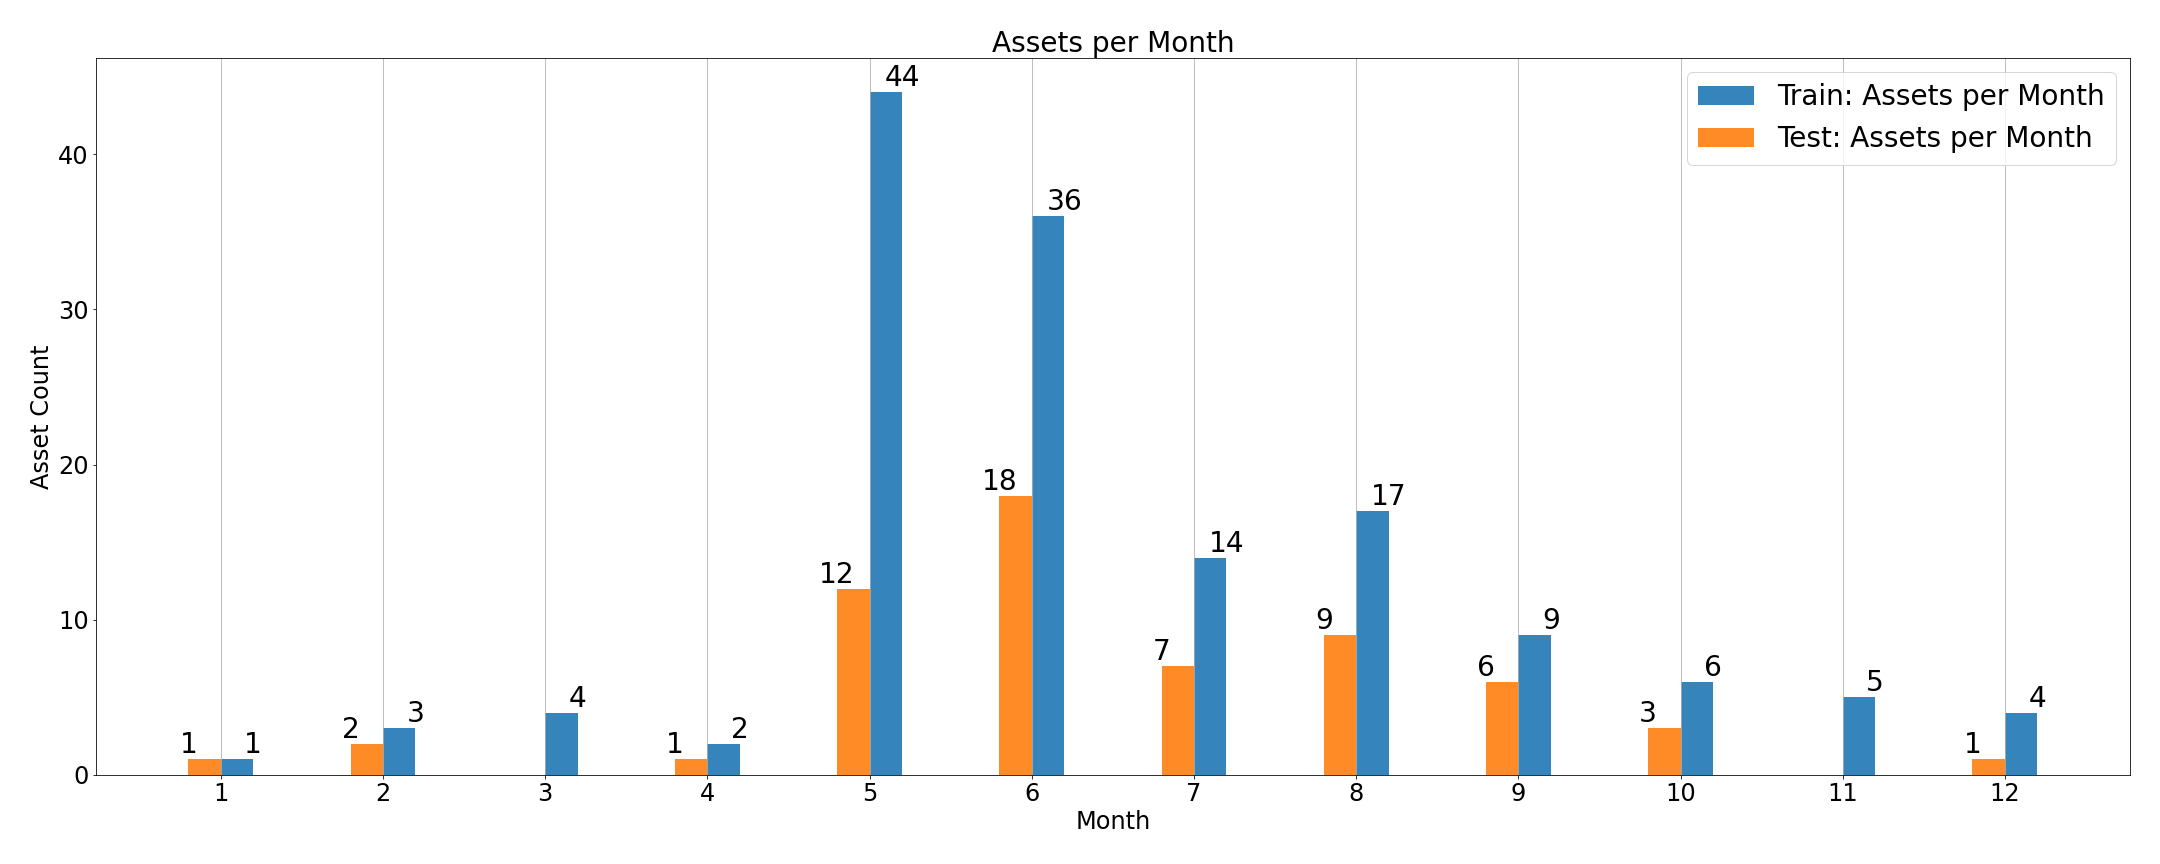 Assets per Month
Train: Assets per Month
Test: Assets per Month
Asset Count
40
30
20
10
0
1 1
2 3
4
1 2
12 44
18 36
7 14
9 17
6 9
3 6
5
1 4
1 2 3 4 5 6 7 8 9 10 11 12
Month